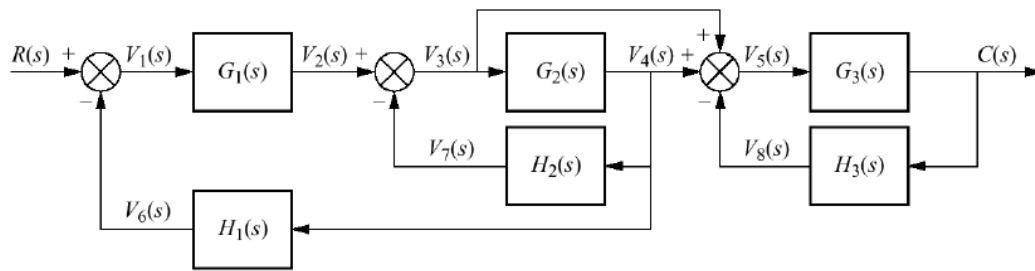 +
R(s) + V₁(s) G₁(s) V₂(s) + V₃(s) G₂(s) V₄(s) + V₅(s) G₃(s) C(s)
− − −
V₇(s) H₂(s) V₈(s) H₃(s)
V₆(s) H₁(s)